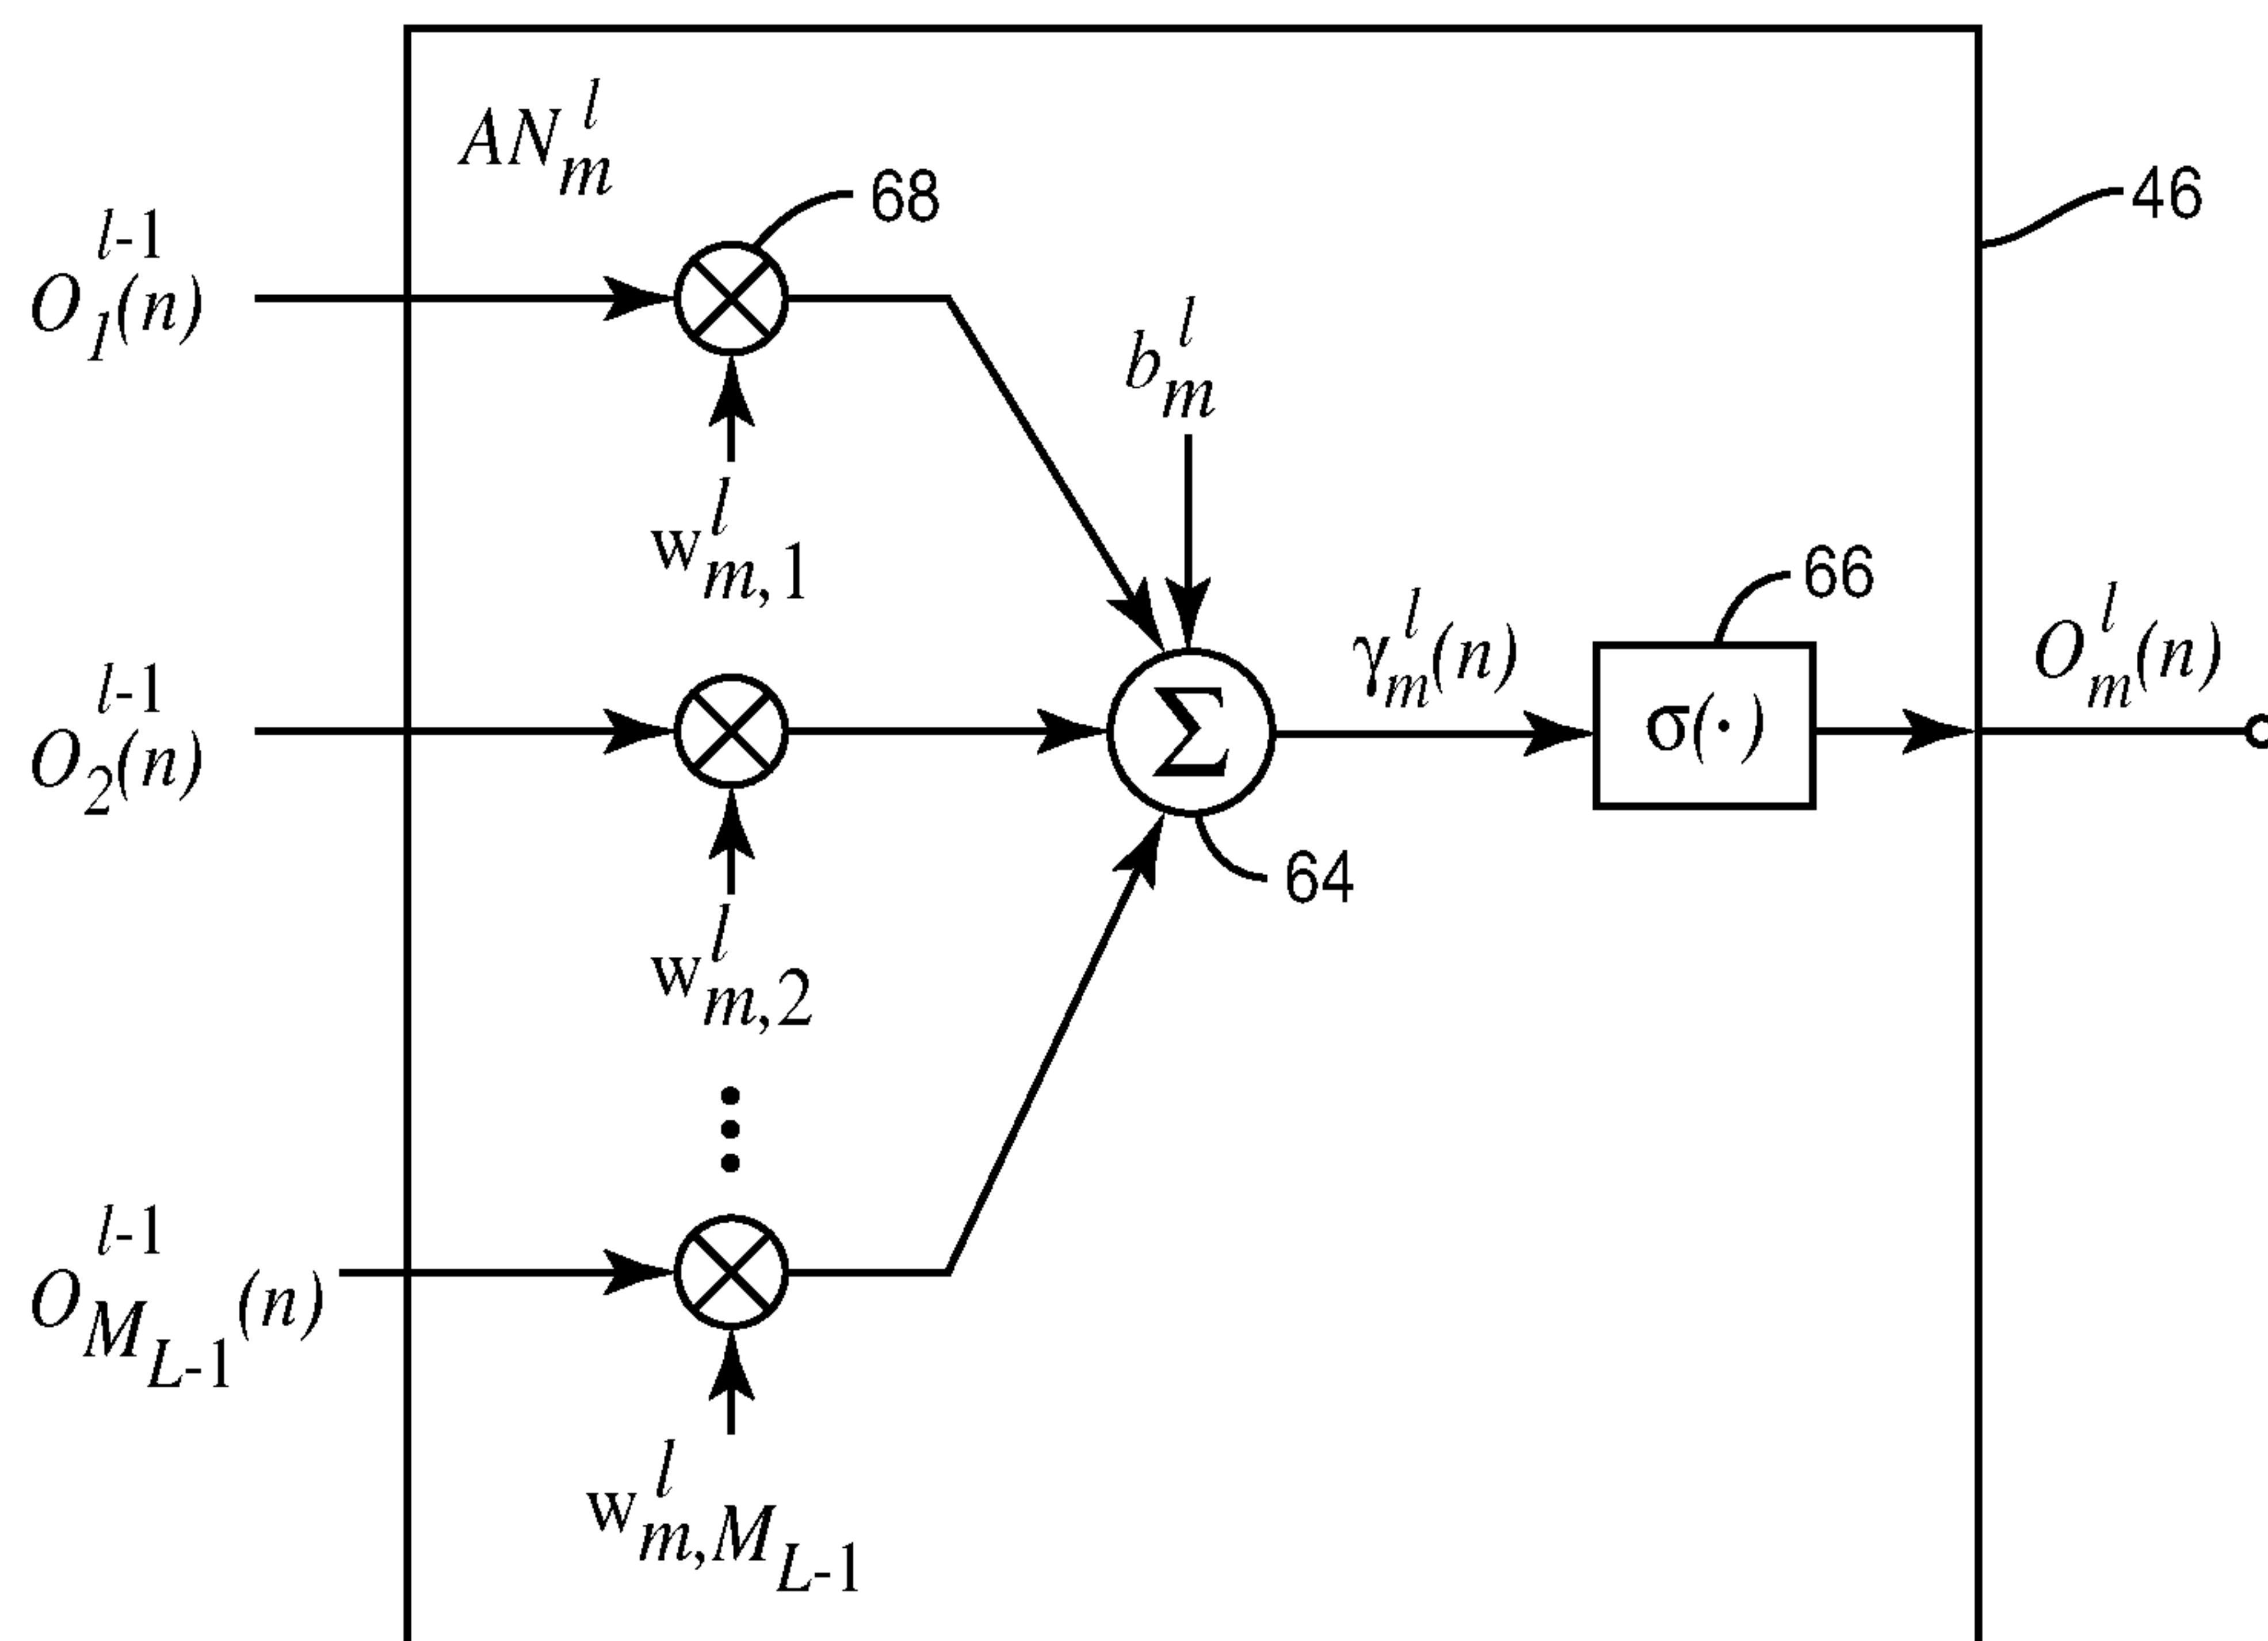 AN_m^l
68
46
O_1^{l-1}(n)
b_m^l
w_{m,1}^l
66
γ_m^l(n)
O_m^l(n)
O_2^{l-1}(n)
Σ
σ(·)
64
w_{m,2}^l
O_{M_{L-1}}^{l-1}(n)
w_{m,M_{L-1}}^l